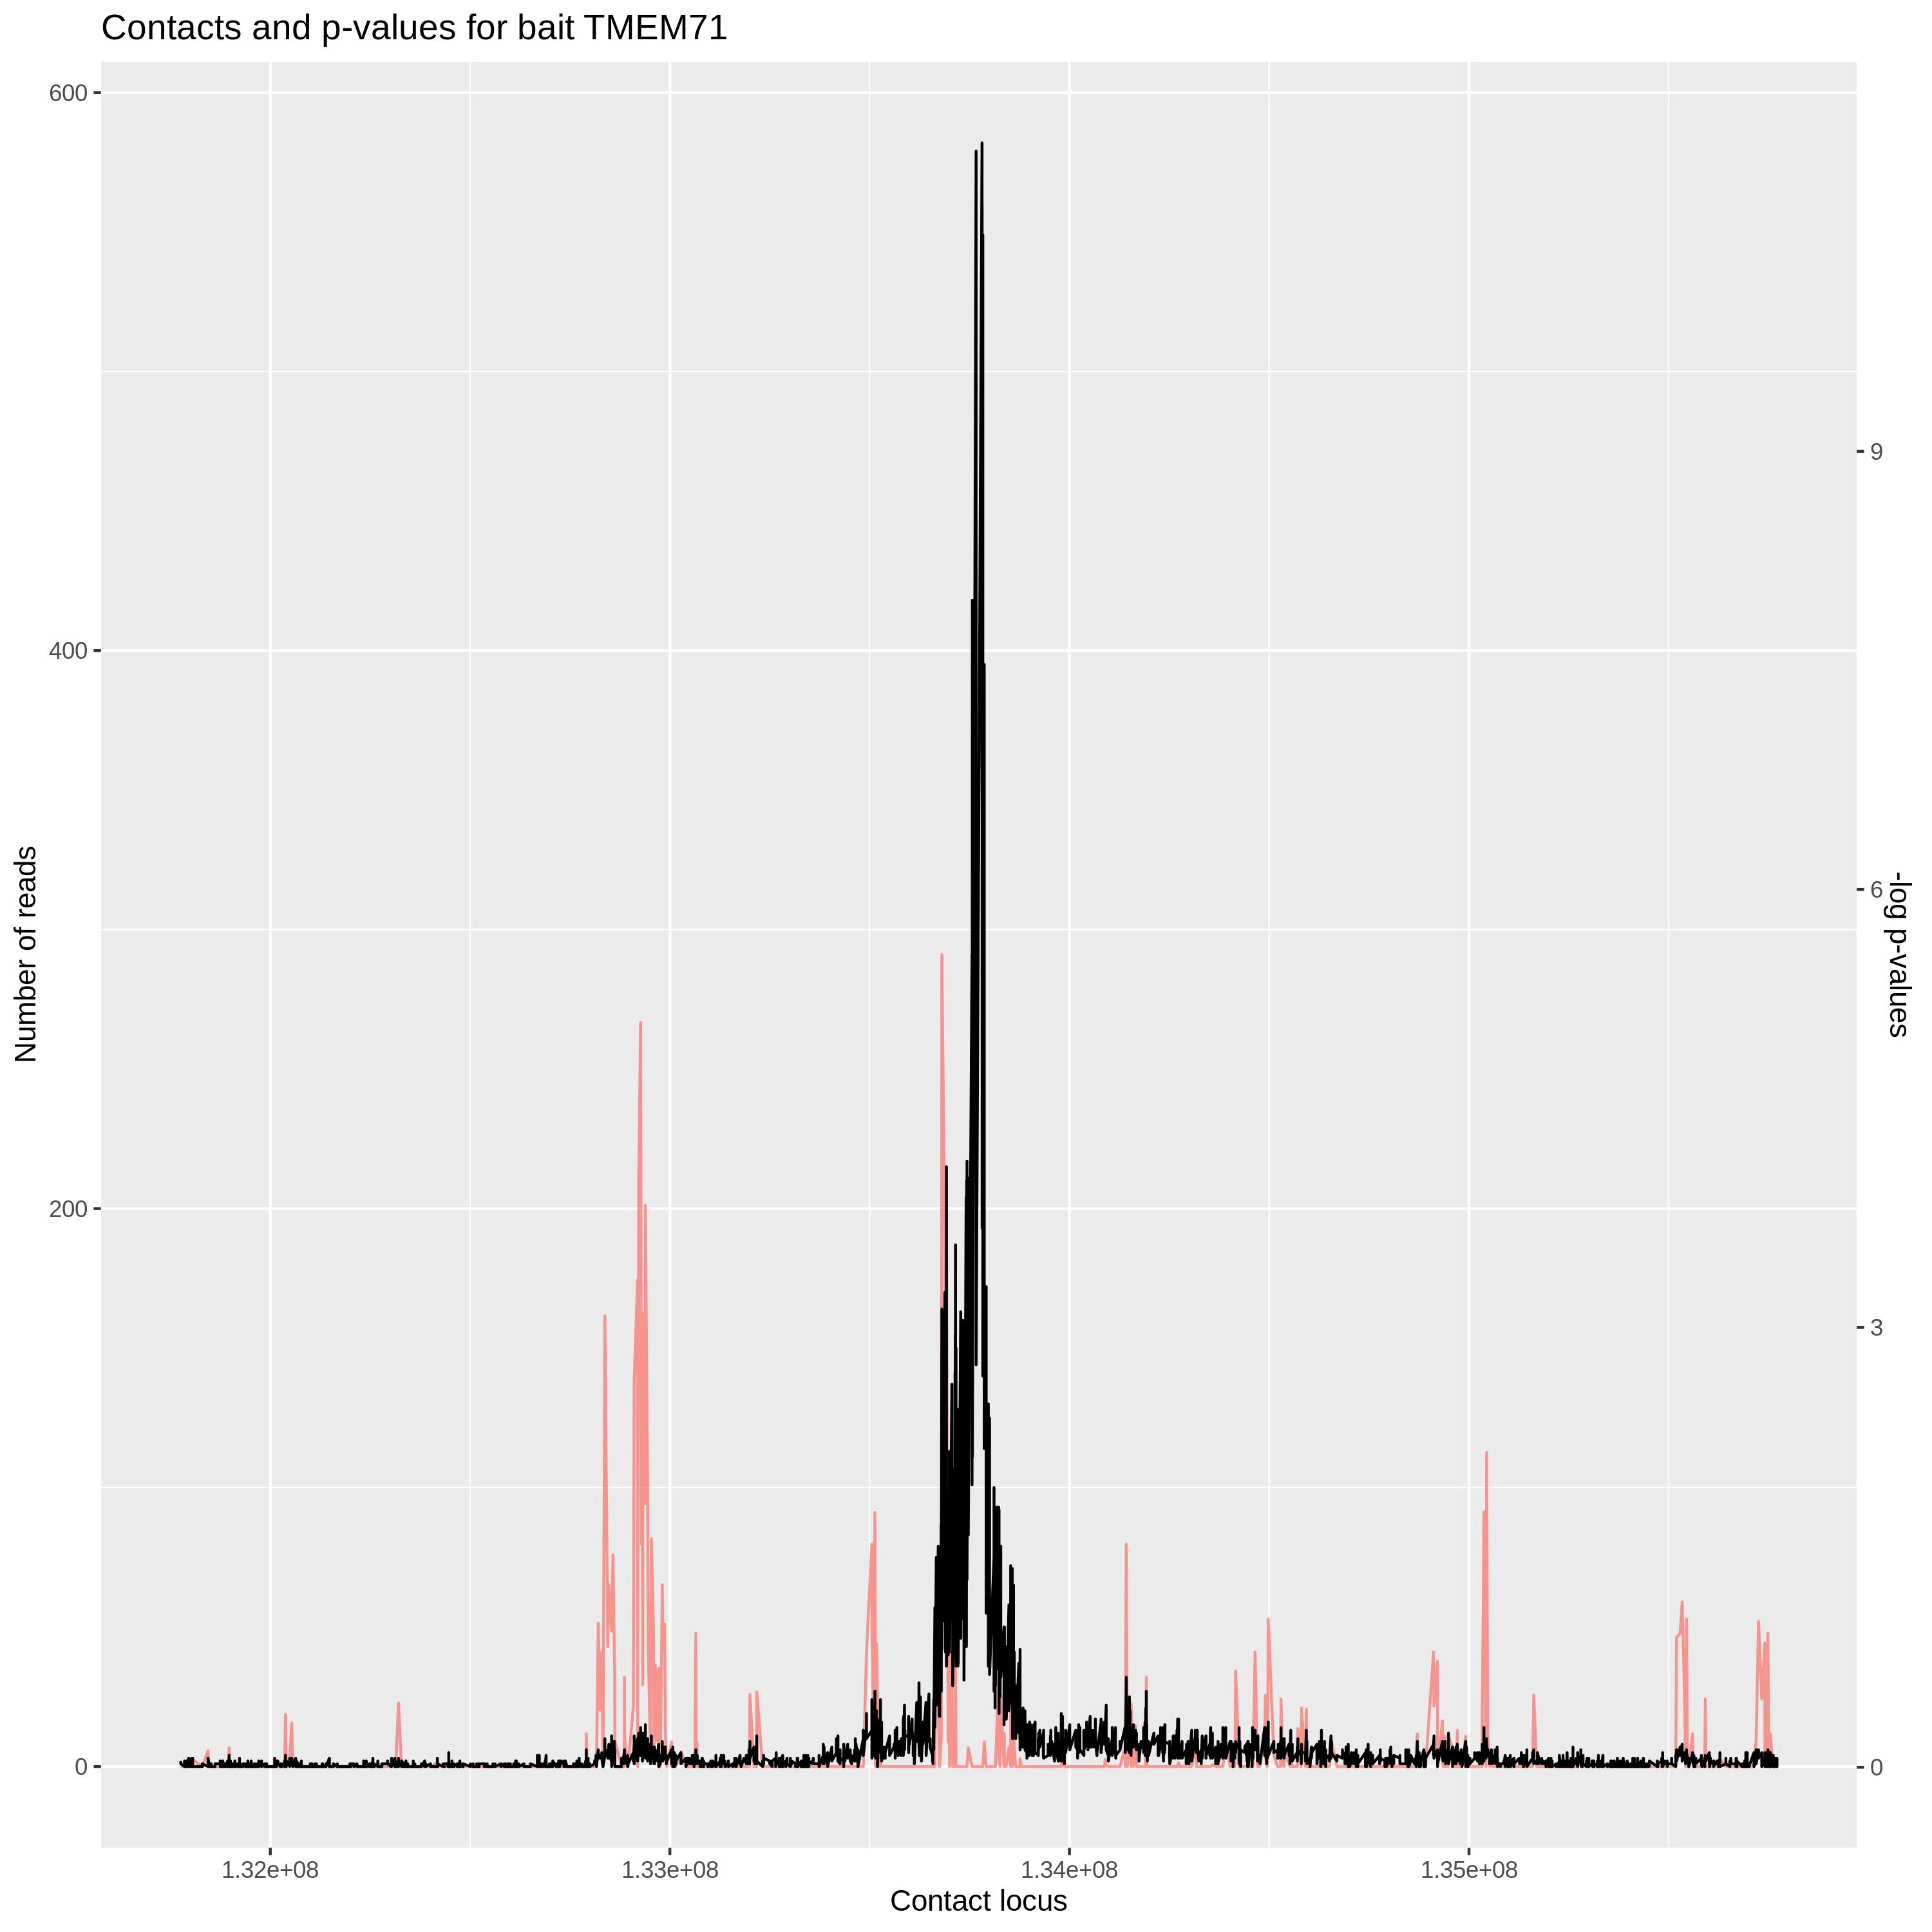 Contacts and p-values for bait TMEM71
600
400
200
0
Number of reads
9
6
3
0
-log p-values
1.32e+08
1.33e+08
1.34e+08
1.35e+08
Contact locus